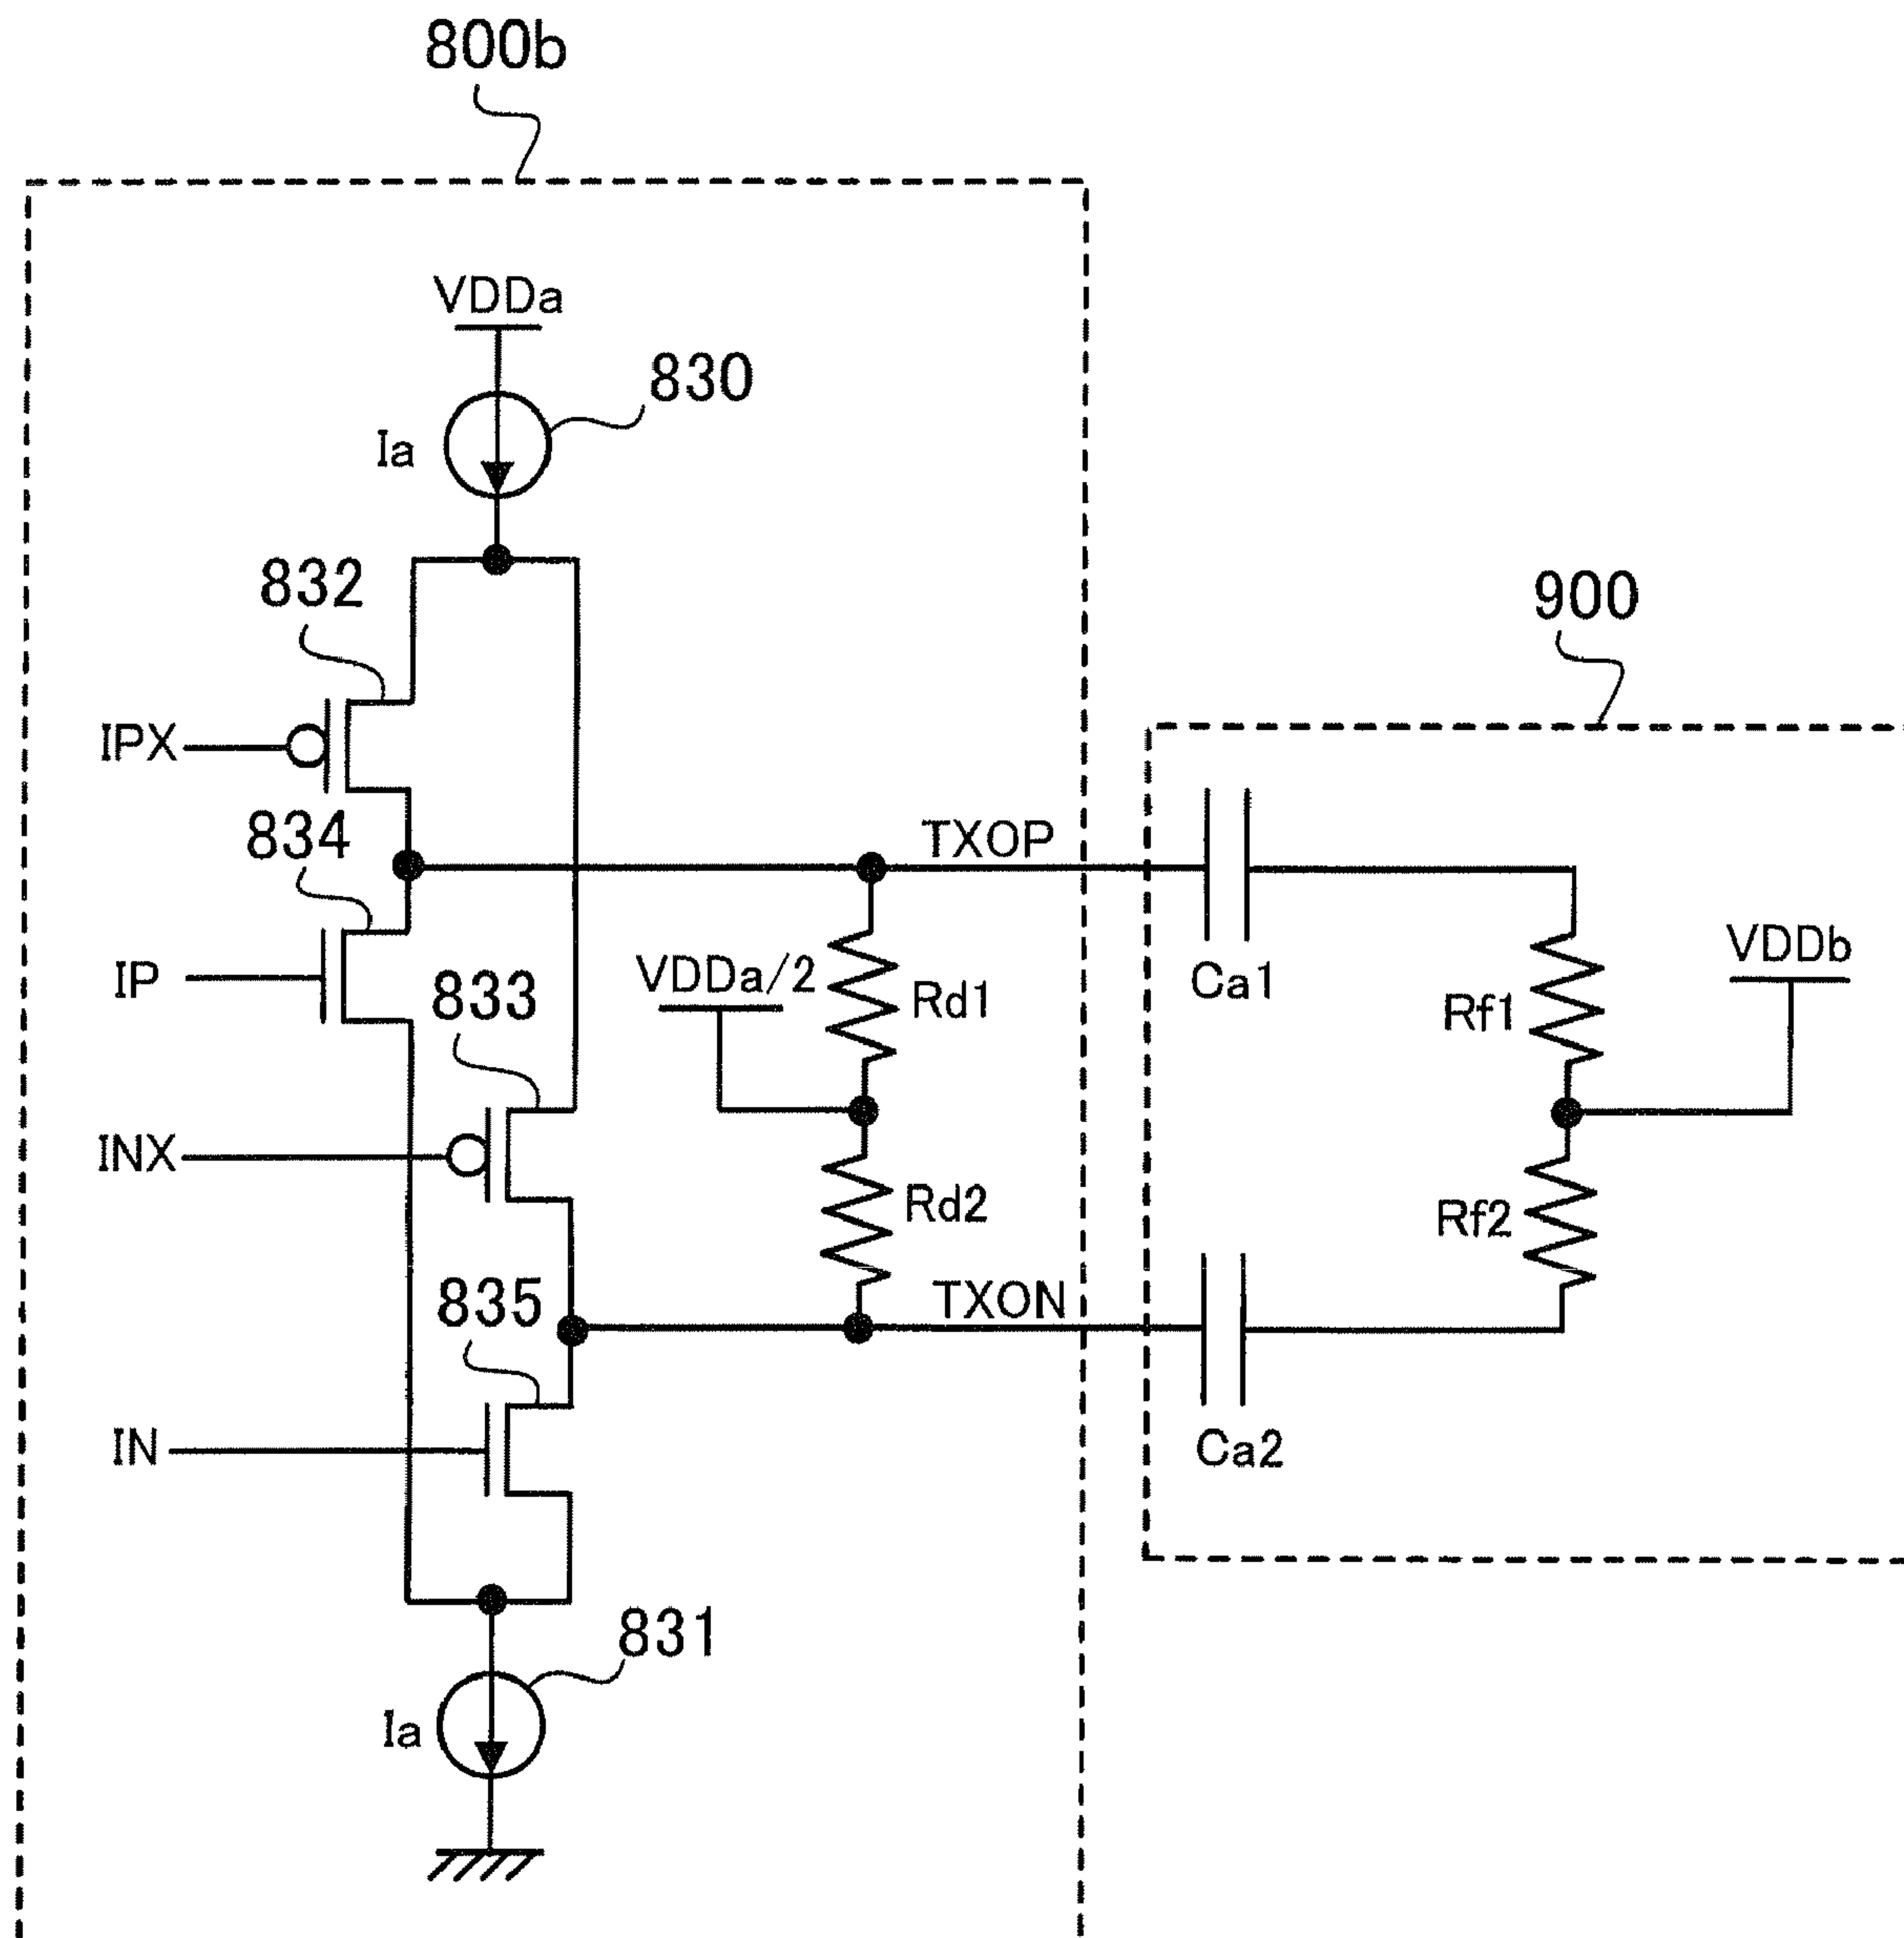 800b
VDDa
830
Ia
832
900
IPX
834
TXOP
VDDb
VDDa/2
IP
833
Rd1
Ca1
Rf1
INX
Rd2
Rf2
835
TXON
IN
Ca2
831
Ia